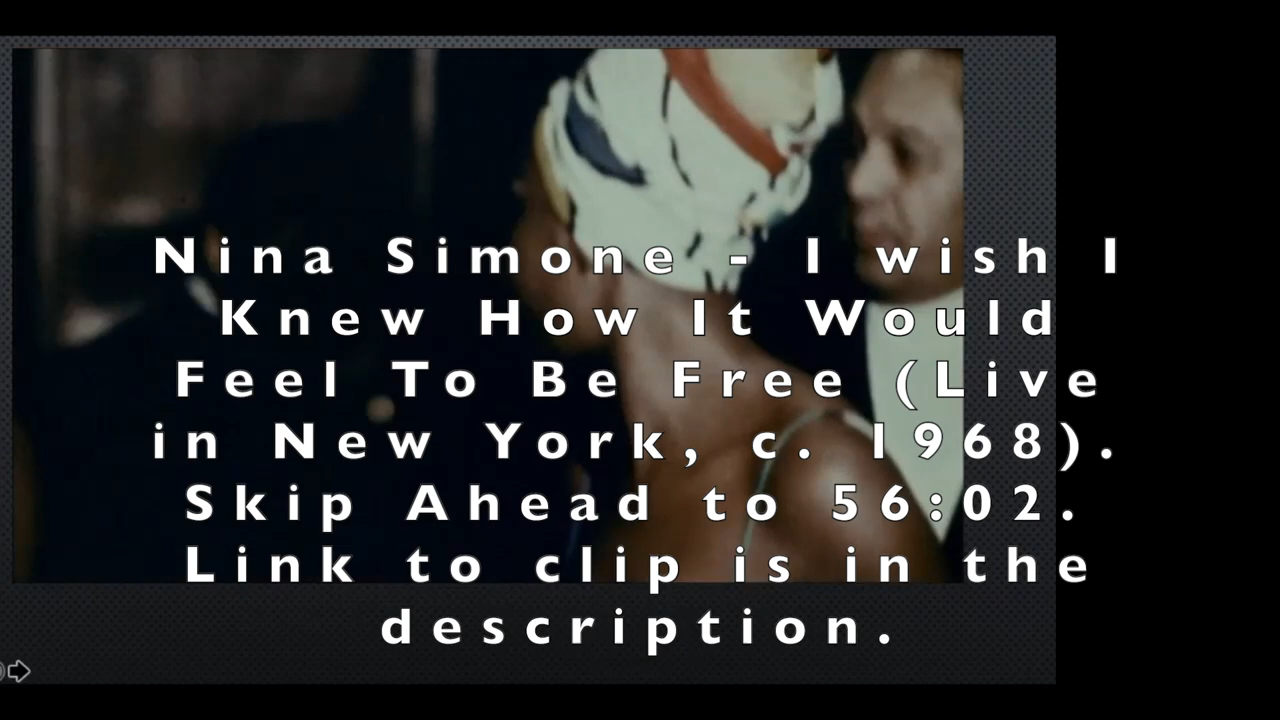 Nina Simone - I wish I
Knew How It Would
Feel To Be Free (Live
in New York, c. 1968).
Skip Ahead to 56:02.
Link to clip is in the
description.